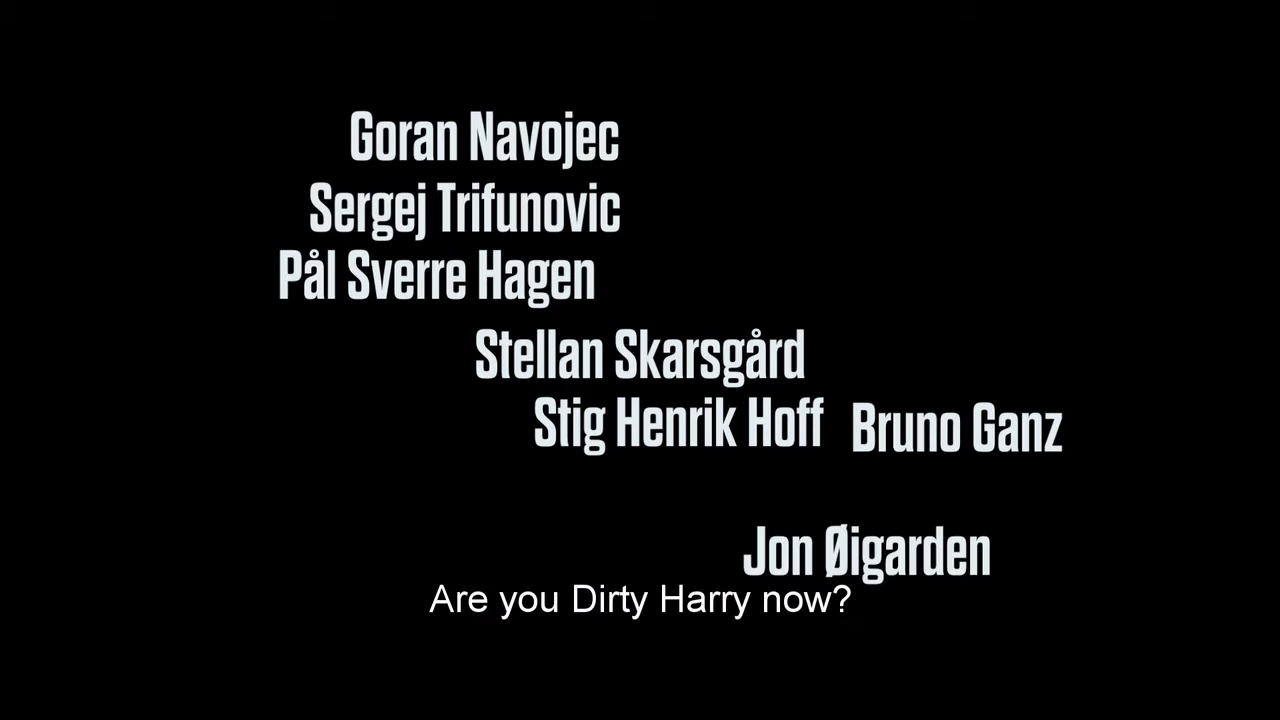 Goran Navojec
Sergej Trifunovic
Pål Sverre Hagen
Stellan Skarsgård
Stig Henrik Hoff
Bruno Ganz
Jon Øigarden
Are you Dirty Harry now?